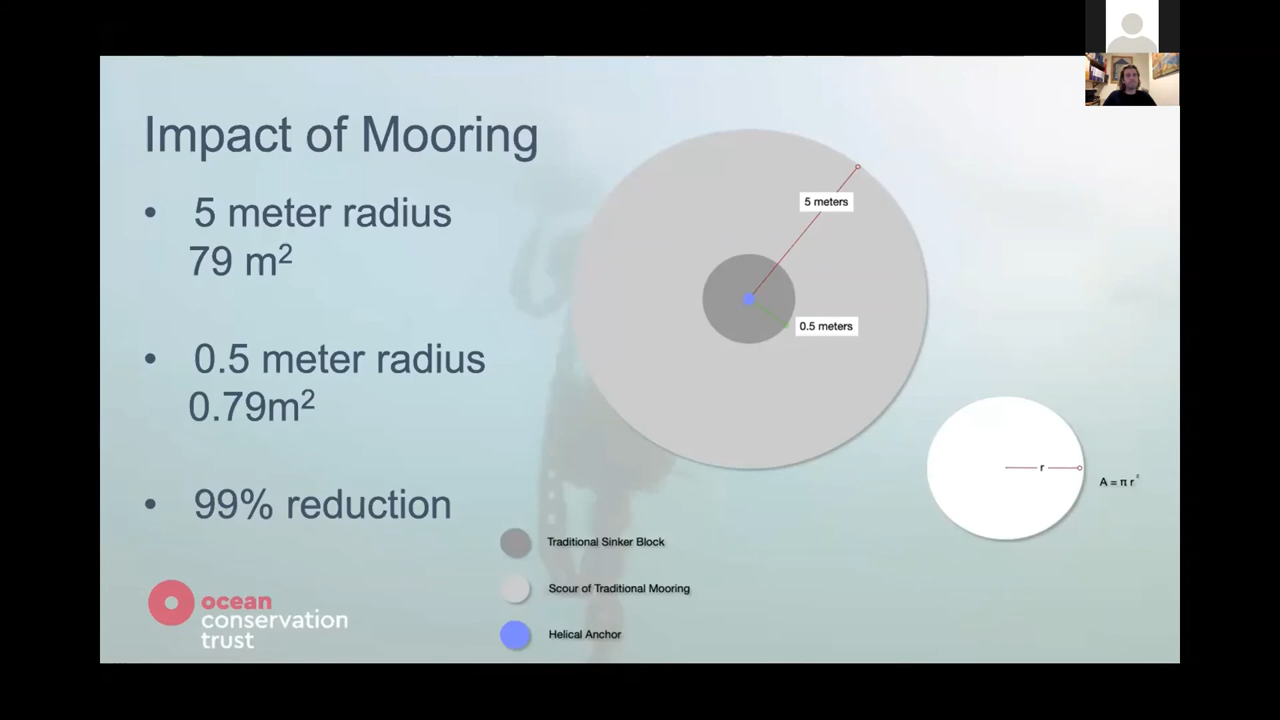 Impact of Mooring
• 5 meter radius
79 m²
• 0.5 meter radius
0.79m²
• 99% reduction
5 meters
0.5 meters
r
A = π r²
Traditional Sinker Block
Scour of Traditional Mooring
Helical Anchor
ocean
conservation
trust